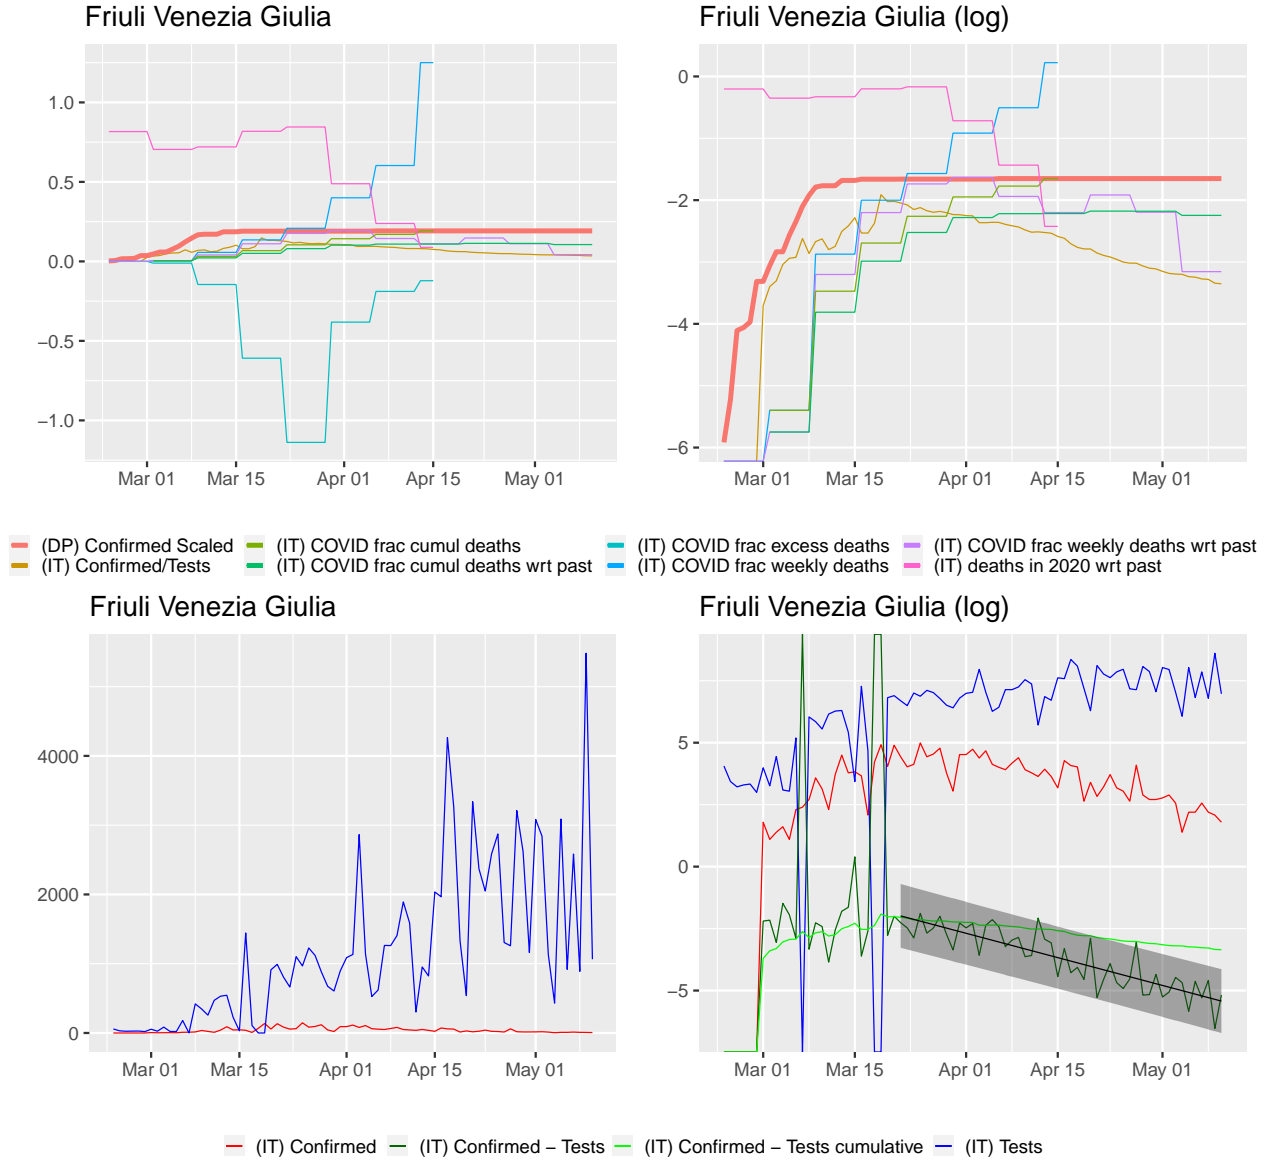 Friuli Venezia Giulia
Friuli Venezia Giulia (log)
1.0
0.5
0.0
−0.5
−1.0
Mar 01 Mar 15 Apr 01 Apr 15 May 01
0
−2
−4
−6
Mar 01 Mar 15 Apr 01 Apr 15 May 01
(DP) Confirmed Scaled (IT) COVID frac cumul deaths (IT) COVID frac excess deaths (IT) COVID frac weekly deaths wrt past
(IT) Confirmed/Tests (IT) COVID frac cumul deaths wrt past (IT) COVID frac weekly deaths (IT) deaths in 2020 wrt past
Friuli Venezia Giulia
Friuli Venezia Giulia (log)
4000
2000
0
Mar 01 Mar 15 Apr 01 Apr 15 May 01
5
0
−5
Mar 01 Mar 15 Apr 01 Apr 15 May 01
(IT) Confirmed (IT) Confirmed − Tests (IT) Confirmed − Tests cumulative (IT) Tests